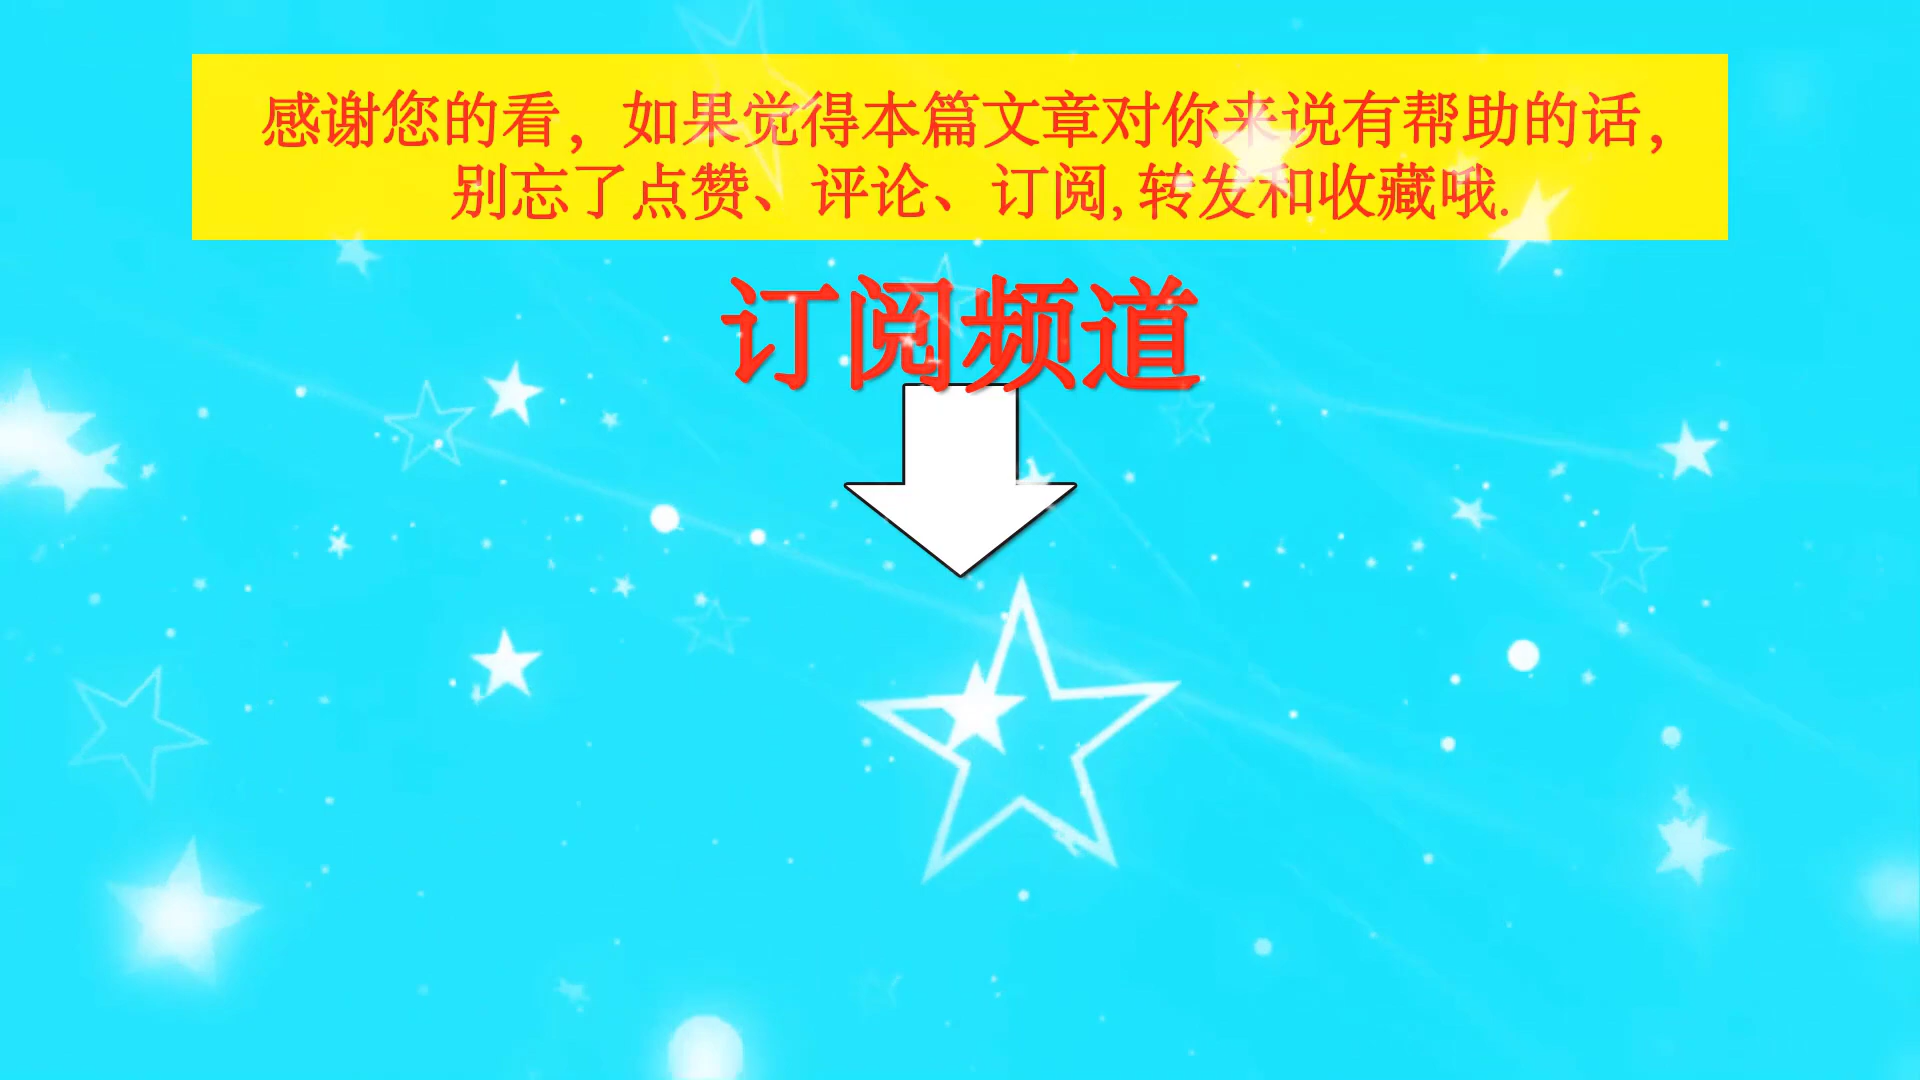 感谢您的看，如果觉得本篇文章对你来说有帮助的话，
别忘了点赞、评论、订阅,转发和收藏哦.
订阅频道